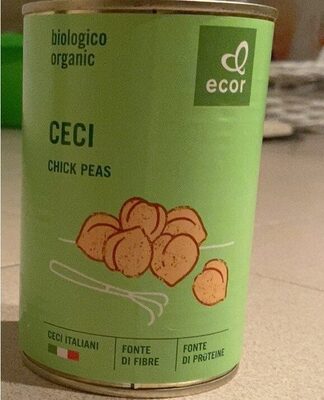 biologico
organic
ecor
CECI
CHICK PEAS
CECI ITALIANI
FONTE
DI FIBRE
FONTE
DI PROTEINE